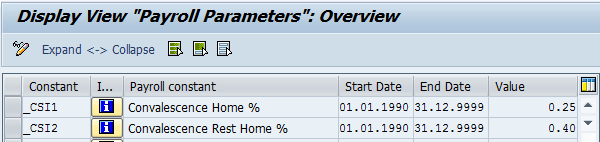 Display View "Payroll Parameters": Overview
Expand <-> Collapse
Constant I... Payroll constant Start Date End Date Value
_CSI1 Convalescence Home % 01.01.1990 31.12.9999 0.25
_CSI2 Convalescence Rest Home % 01.01.1990 31.12.9999 0.40